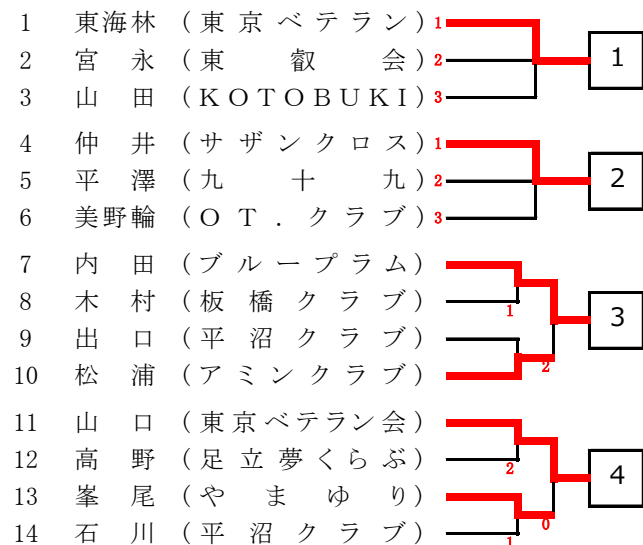 1 東海林 (東京ベテラン) 1
2 宮永 (東叡会) 2
3 山田 (KOTOBUKI) 3
1
4 仲井 (サザンクロス) 1
5 平澤 (九十九) 2
6 美野輪 (OT.クラブ) 3
2
7 内田 (ブループラム)
8 木村 (板橋クラブ)
1
9 出口 (平沼クラブ)
10 松浦 (アミンクラブ)
2
3
11 山口 (東京ベテラン会)
12 高野 (足立夢くらぶ)
2
13 峯尾 (やまゆり)
14 石川 (平沼クラブ)
1
0
4